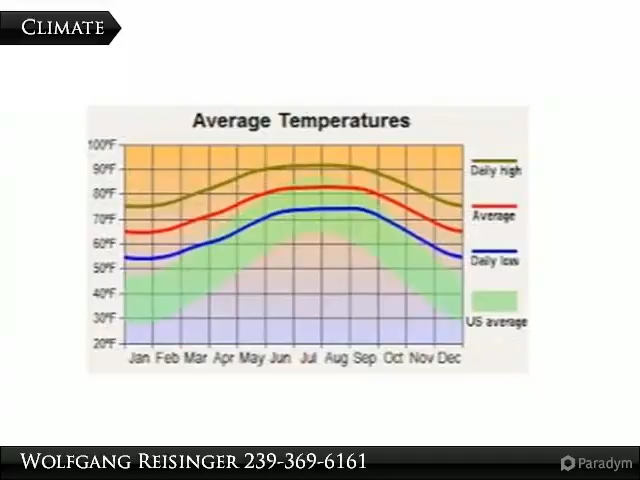 CLIMATE
Average Temperatures
100°F
90°F
80°F
70°F
60°F
50°F
40°F
30°F
20°F
Jan Feb Mar Apr May Jun Jul Aug Sep Oct Nov Dec
Daily high
Average
Daily low
US average
WOLFGANG REISINGER 239-369-6161
Paradym